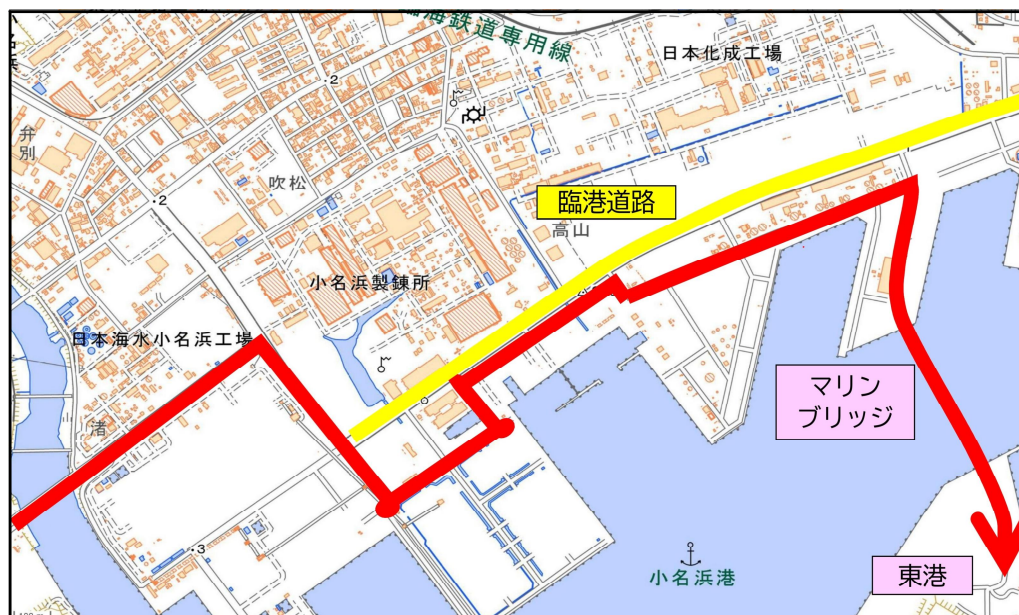 臨海鉄道専用線
日本化成工場
・2
弁別
吹松
・2
臨港道路
高山
小名浜製錬所
日本海水小名浜工場
マリン
ブリッジ
渚
・3
小名浜港
東港